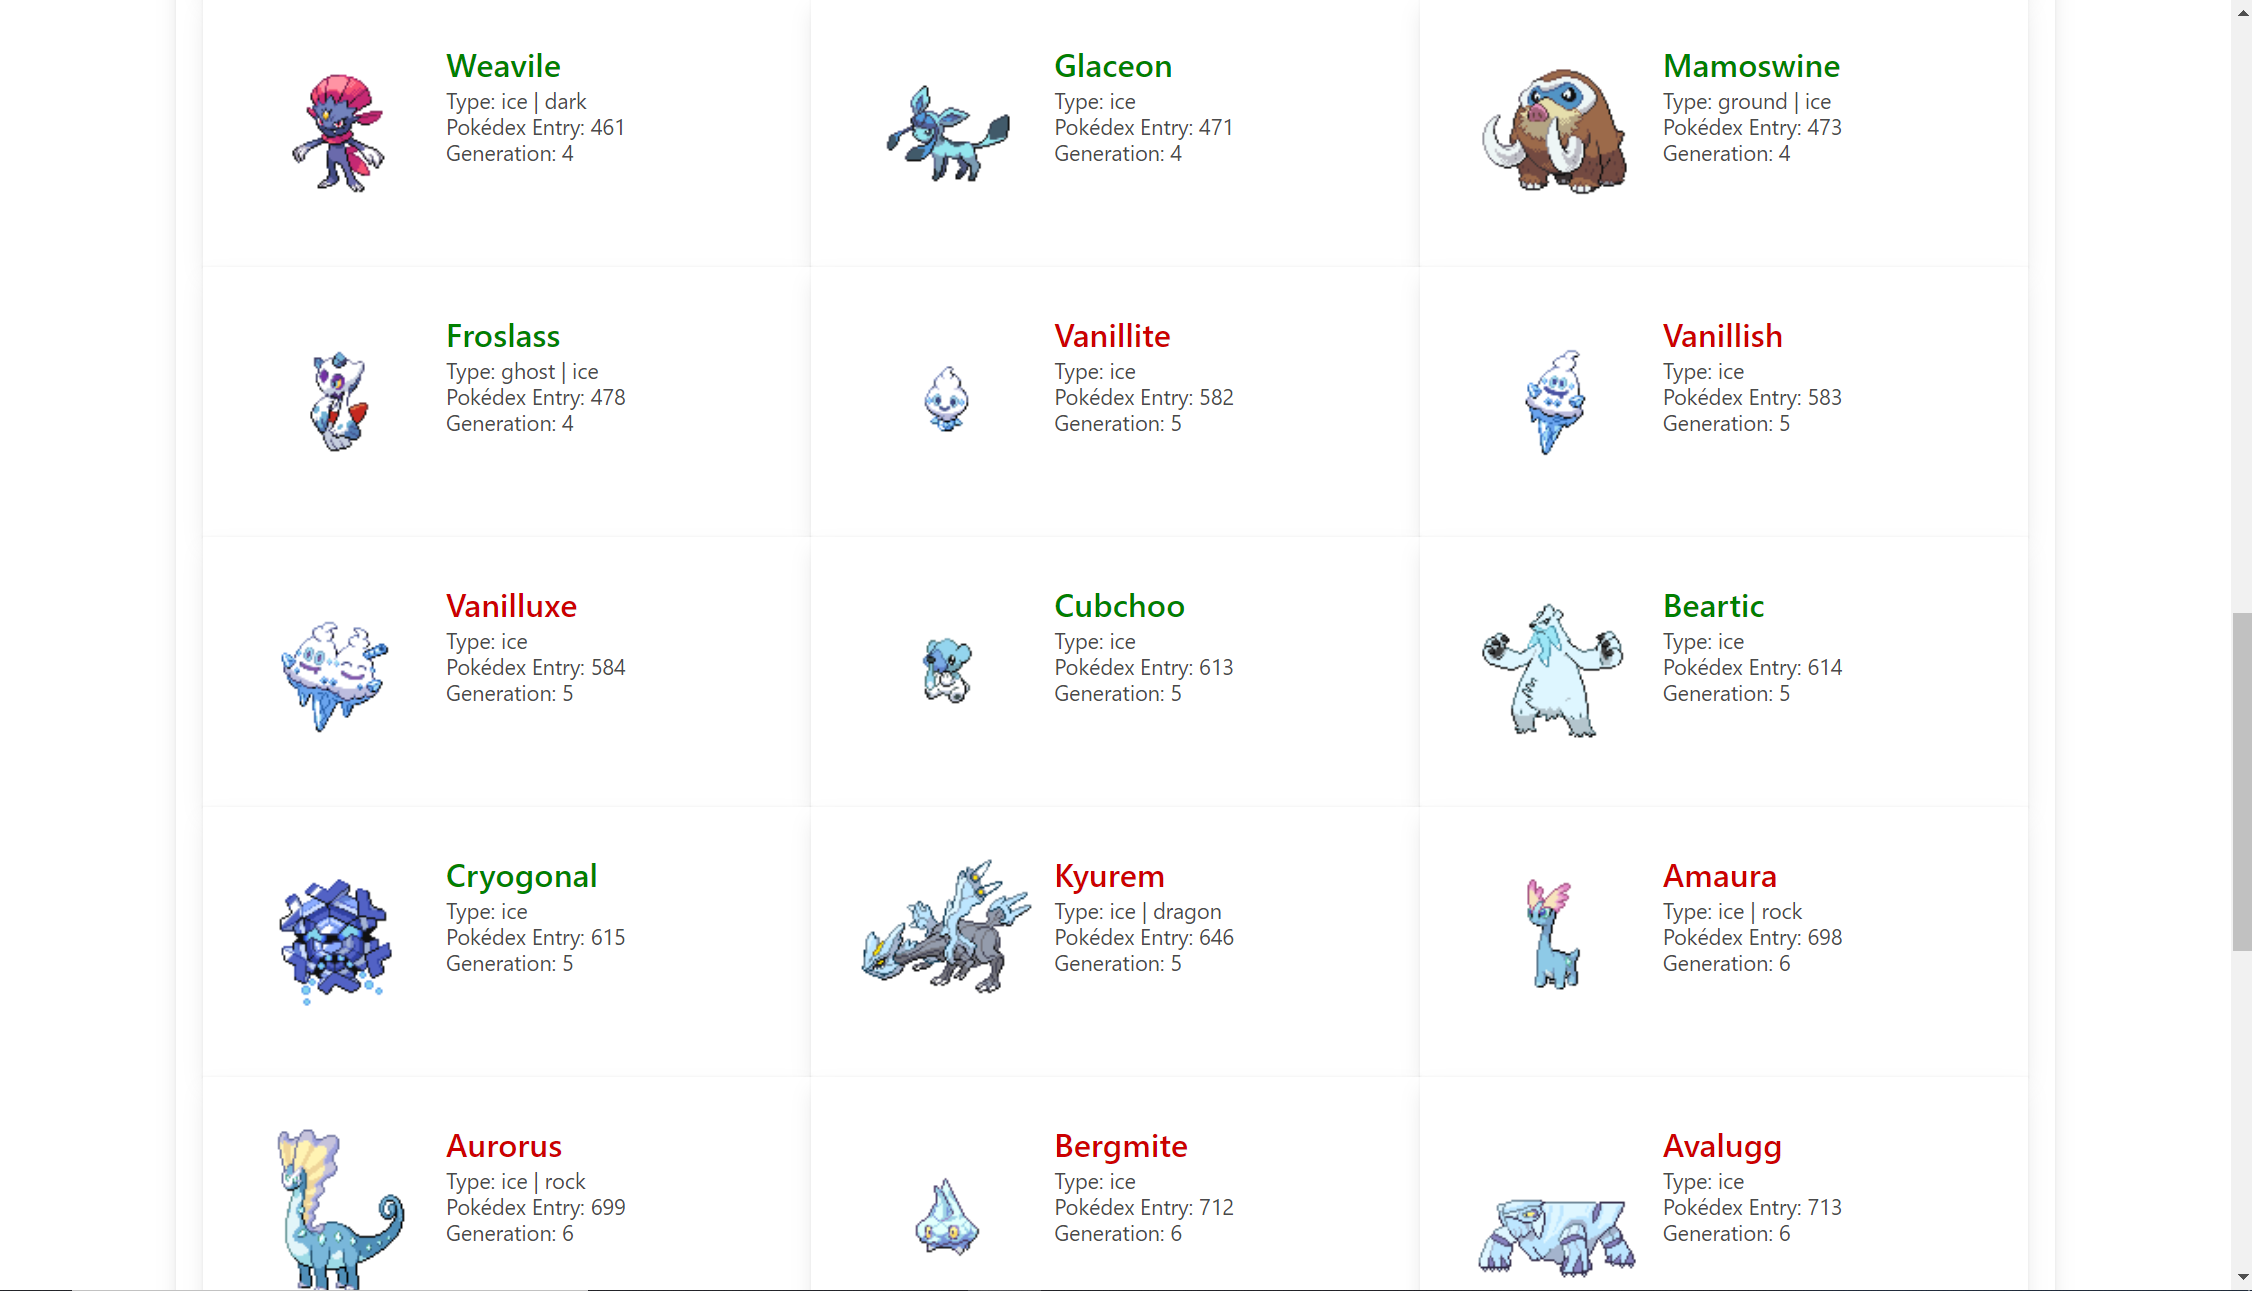 Weavile
Type: ice | dark
Pokédex Entry: 461
Generation: 4
Glaceon
Type: ice
Pokédex Entry: 471
Generation: 4
Mamoswine
Type: ground | ice
Pokédex Entry: 473
Generation: 4
Froslass
Type: ghost | ice
Pokédex Entry: 478
Generation: 4
Vanillite
Type: ice
Pokédex Entry: 582
Generation: 5
Vanillish
Type: ice
Pokédex Entry: 583
Generation: 5
Vanilluxe
Type: ice
Pokédex Entry: 584
Generation: 5
Cubchoo
Type: ice
Pokédex Entry: 613
Generation: 5
Beartic
Type: ice
Pokédex Entry: 614
Generation: 5
Cryogonal
Type: ice
Pokédex Entry: 615
Generation: 5
Kyurem
Type: ice | dragon
Pokédex Entry: 646
Generation: 5
Amaura
Type: ice | rock
Pokédex Entry: 698
Generation: 6
Aurorus
Type: ice | rock
Pokédex Entry: 699
Generation: 6
Bergmite
Type: ice
Pokédex Entry: 712
Generation: 6
Avalugg
Type: ice
Pokédex Entry: 713
Generation: 6